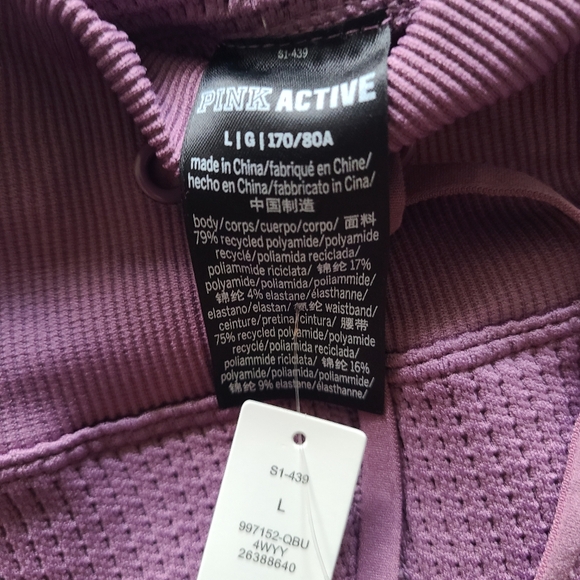 S1-439
PINK ACTIVE
L | G | 170/80A
made in China/fabriqué en Chine/
hecho en China/fabbricato in Cina/
中国制造
body/corps/cuerpo/corpo/ 面料
79% recycled polyamide/polyamide
recyclé/poliamida reciclada/
poliammide riciclata/ 锦纶 17%
polyamide/poliamida/poliammide/
锦纶 4% elastane/élasthanne/
elastano/elastan/ 氨纶 waistband/
ceinture/pretina/cintura/ 腰带
75% recycled polyamide/polyamide
recyclé/poliamida reciclada/
poliammide riciclata/ 锦纶 16%
polyamide/poliamida/poliammide/
锦纶 9% elastane/élasthanne/
S1-439
L
997152-QBU
4WYY
26388640